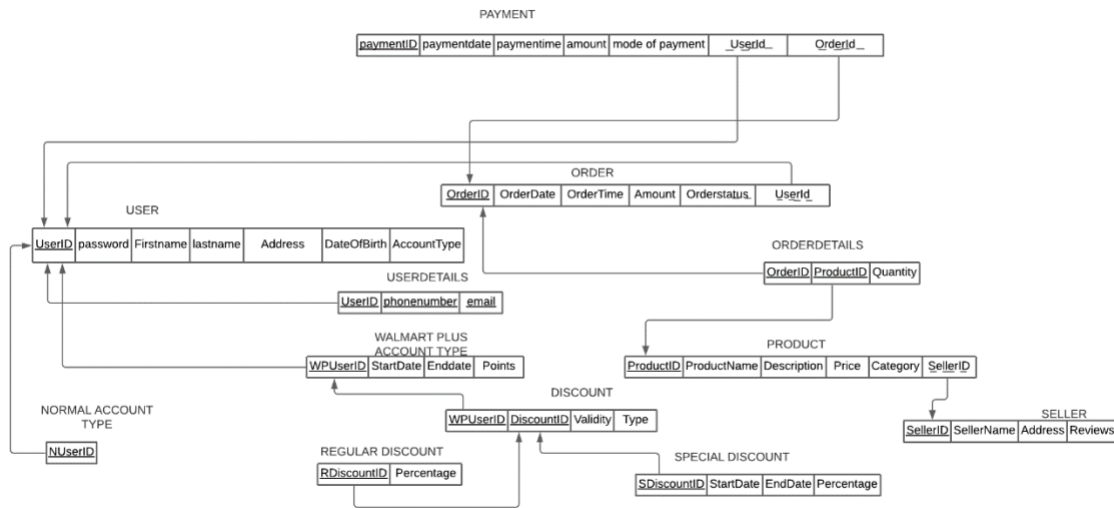 PAYMENT
paymentID paymentdate paymentime amount mode of payment UserId OrderId
ORDER
OrderID OrderDate OrderTime Amount Orderstatus UserId
USER
UserID password Firstname lastname Address DateOfBirth AccountType
ORDERDETAILS
OrderID ProductID Quantity
USERDETAILS
UserID phonenumber email
WALMART PLUS
ACCOUNT TYPE
WPUserID StartDate Enddate Points
PRODUCT
ProductID ProductName Description Price Category SellerID
DISCOUNT
WPUserID DiscountID Validity Type
NORMAL ACCOUNT
TYPE
NUserID
SELLER
SellerID SellerName Address Reviews
REGULAR DISCOUNT
RDiscountID Percentage
SPECIAL DISCOUNT
SDiscountID StartDate EndDate Percentage